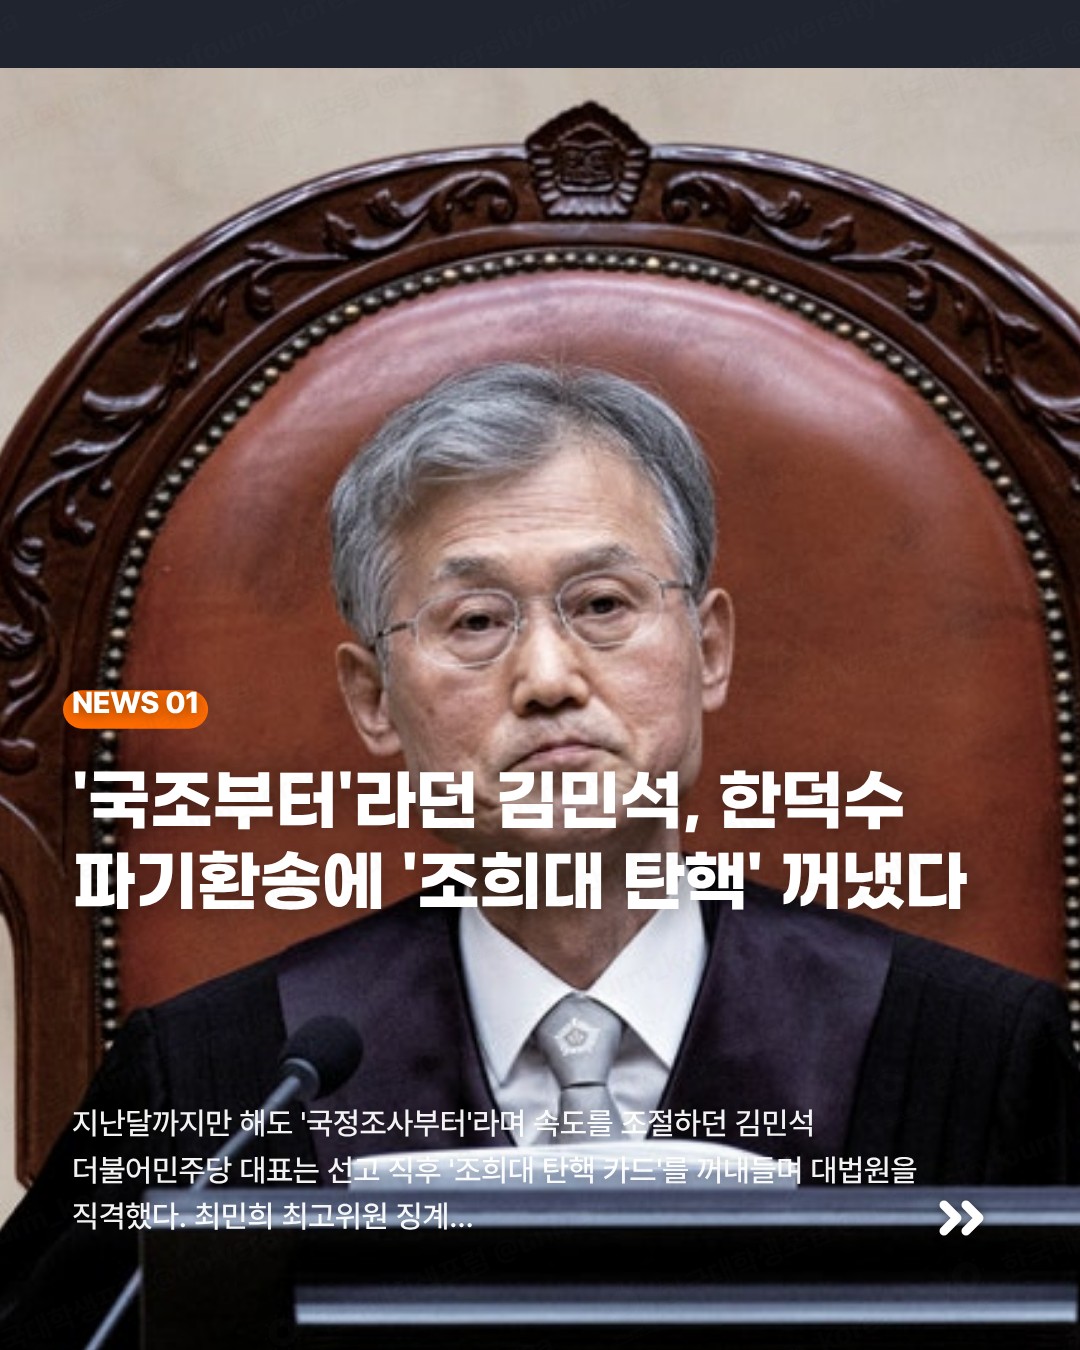 NEWS 01
'국조부터'라던 김민석, 한덕수
파기환송에 '조희대 탄핵' 꺼냈다
지난달까지만 해도 '국정조사부터'라며 속도를 조절하던 김민석
더불어민주당 대표는 선고 직후 '조희대 탄핵 카드'를 꺼내들며 대법원을
직격했다. 최민희 최고위원 징계...